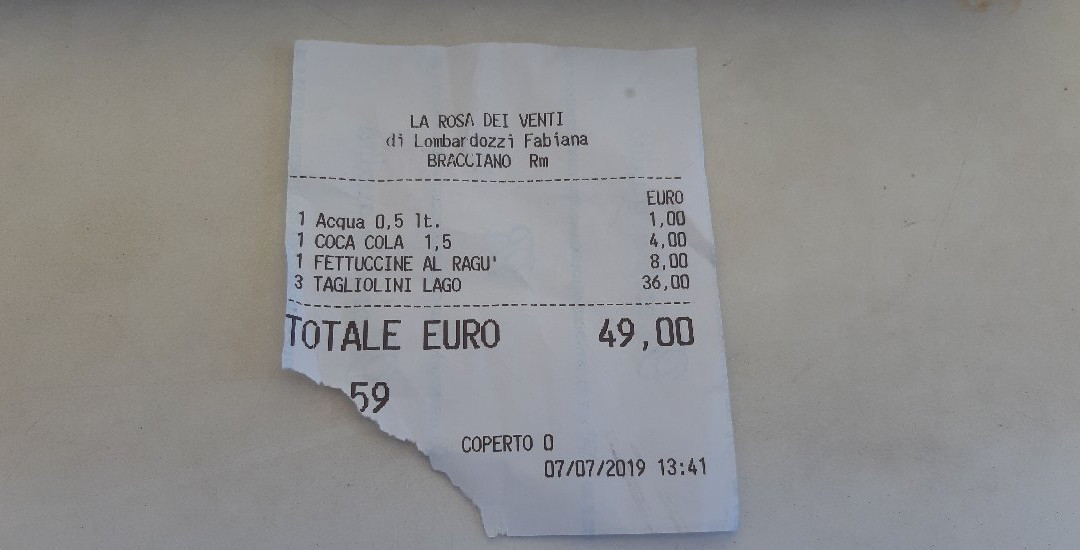 LA ROSA DEI VENTI
di Lombardozzi Fabiana
BRACCIANO Rm
EURO
1 Acqua 0,5 lt. 1,00
1 COCA COLA 1,5 4,00
1 FETTUCCINE AL RAGU' 8,00
3 TAGLIOLINI LAGO 36,00
TOTALE EURO 49,00
59
COPERTO 0
07/07/2019 13:41